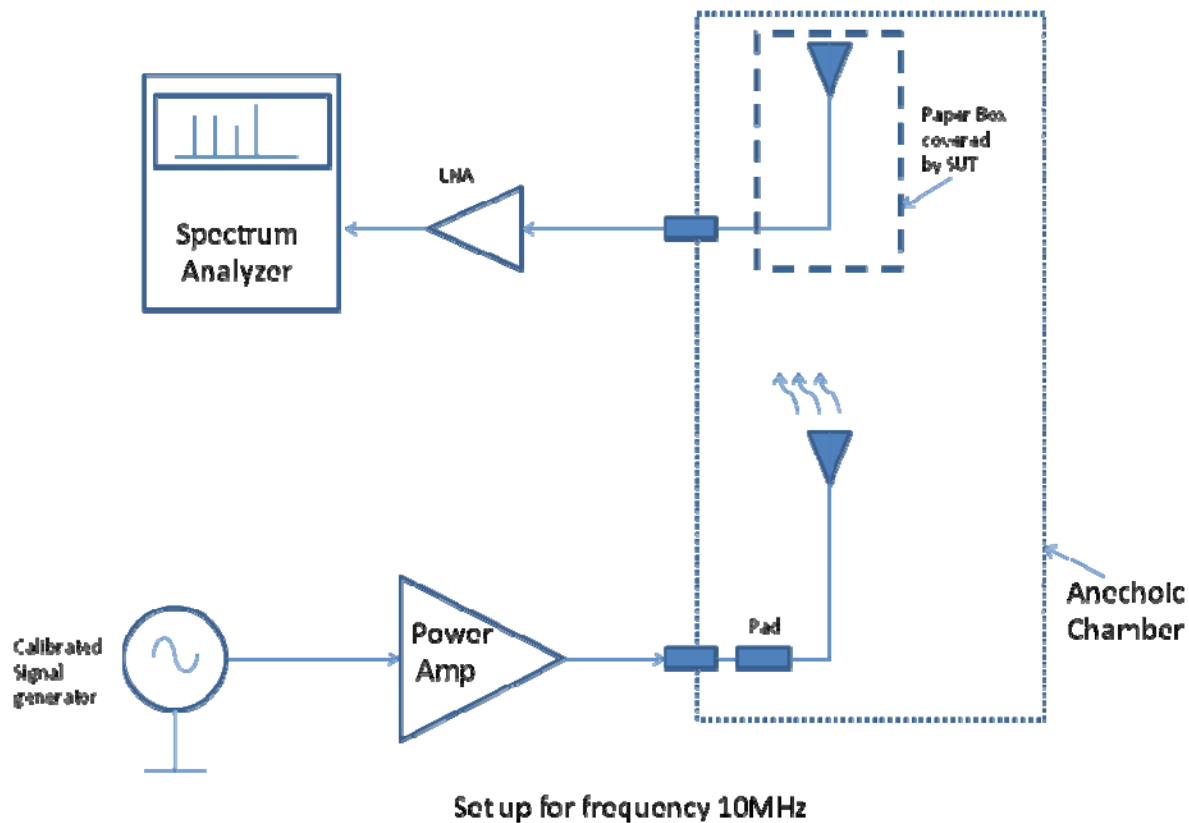 LNA
Spectrum
Analyzer
Paper Box
covered
by SUT
Calibrated
Signal
generator
Power
Amp
Pad
Anechoic
Chamber
Set up for frequency 10MHz